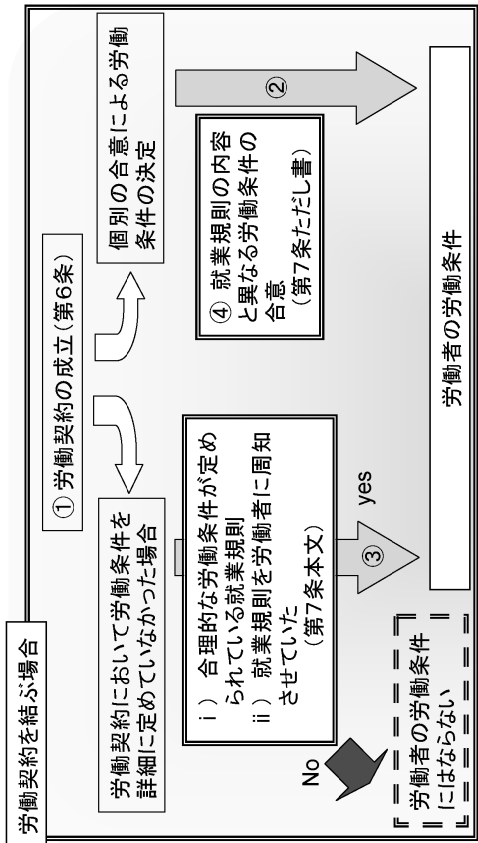 労働契約を結ぶ場合
① 労働契約の成立(第6条)
労働契約において労働条件を
詳細に定めていなかった場合
個別の合意による労働
条件の決定
ⅰ) 合理的な労働条件が定め
られている就業規則
ⅱ) 就業規則を労働者に周知
させていた
(第7条本文)
④ 就業規則の内容
と異なる労働条件の
合意
(第7条ただし書)
②
No
③
yes
労働者の労働条件
にはならない
労働者の労働条件